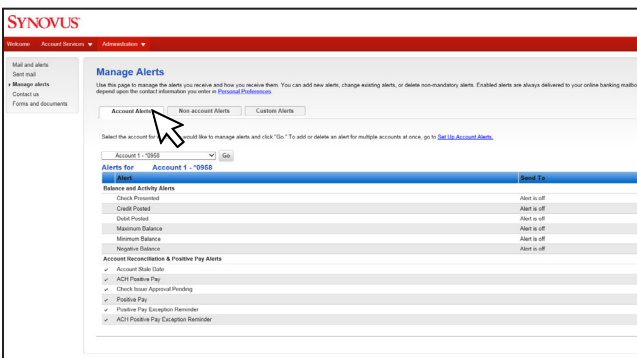 SYNOVUS
Welcome Account Services Administration
Mail and alerts
Sent mail
Manage alerts
Contact us
Forms and documents
Manage Alerts
Use this page to manage the alerts you receive and how you receive them. You can add new alerts, change existing alerts, or delete non-mandatory alerts. Enabled alerts are always delivered to your online banking mailbo
depend upon the contact information you enter in Personal Preferences
Account Alerts Non-account Alerts Custom Alerts
Select the account for would like to manage alerts and click "Go." To add or delete an alert for multiple accounts at once, go to Set Up Account Alerts.
Account 1 - *0958 Go
Alerts for Account 1 - *0958
Alert Send To
Balance and Activity Alerts
Check Presented Alert is off
Credit Posted Alert is off
Debit Posted Alert is off
Maximum Balance Alert is off
Minimum Balance Alert is off
Negative Balance Alert is off
Account Reconciliation & Positive Pay Alerts
Account Stale Date
ACH Positive Pay
Check Issue Approval Pending
Positive Pay
Positive Pay Exception Reminder
ACH Positive Pay Exception Reminder